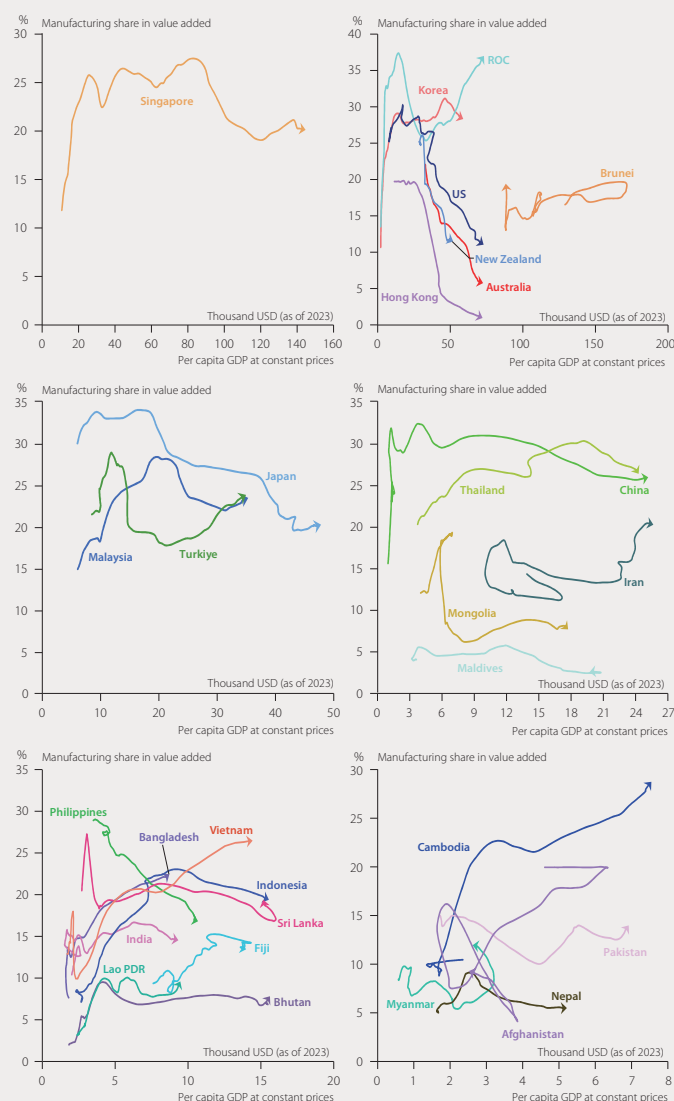 % Manufacturing share in value added
30
25
20
15
10
5
0
Singapore
Thousand USD (as of 2023)
0 20 40 60 80 100 120 140 160
Per capita GDP at constant prices
% Manufacturing share in value added
40
35
30
25
20
15
10
5
0
ROC
Korea
Brunei
US
New Zealand
Australia
Hong Kong
Thousand USD (as of 2023)
0 50 100 150 200
Per capita GDP at constant prices
% Manufacturing share in value added
35
30
25
20
15
10
5
0
Japan
Malaysia
Turkiye
Thousand USD (as of 2023)
0 10 20 30 40 50
Per capita GDP at constant prices
% Manufacturing share in value added
35
30
25
20
15
10
5
0
Thailand
China
Iran
Mongolia
Maldives
Thousand USD (as of 2023)
0 3 6 9 12 15 18 21 24 27
Per capita GDP at constant prices
% Manufacturing share in value added
35
30
25
20
15
10
5
0
Philippines
Vietnam
Bangladesh
Indonesia
Sri Lanka
India
Fiji
Lao PDR
Bhutan
Thousand USD (as of 2023)
0 5 10 15 20
Per capita GDP at constant prices
% Manufacturing share in value added
30
25
20
15
10
5
0
Cambodia
Pakistan
Myanmar
Nepal
Afghanistan
Thousand USD (as of 2023)
0 1 2 3 4 5 6 7 8
Per capita GDP at constant prices